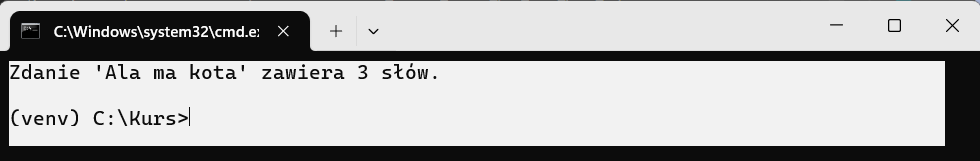 C:\Windows\system32\cmd.e
Zdanie 'Ala ma kota' zawiera 3 słów.
(venv) C:\Kurs>